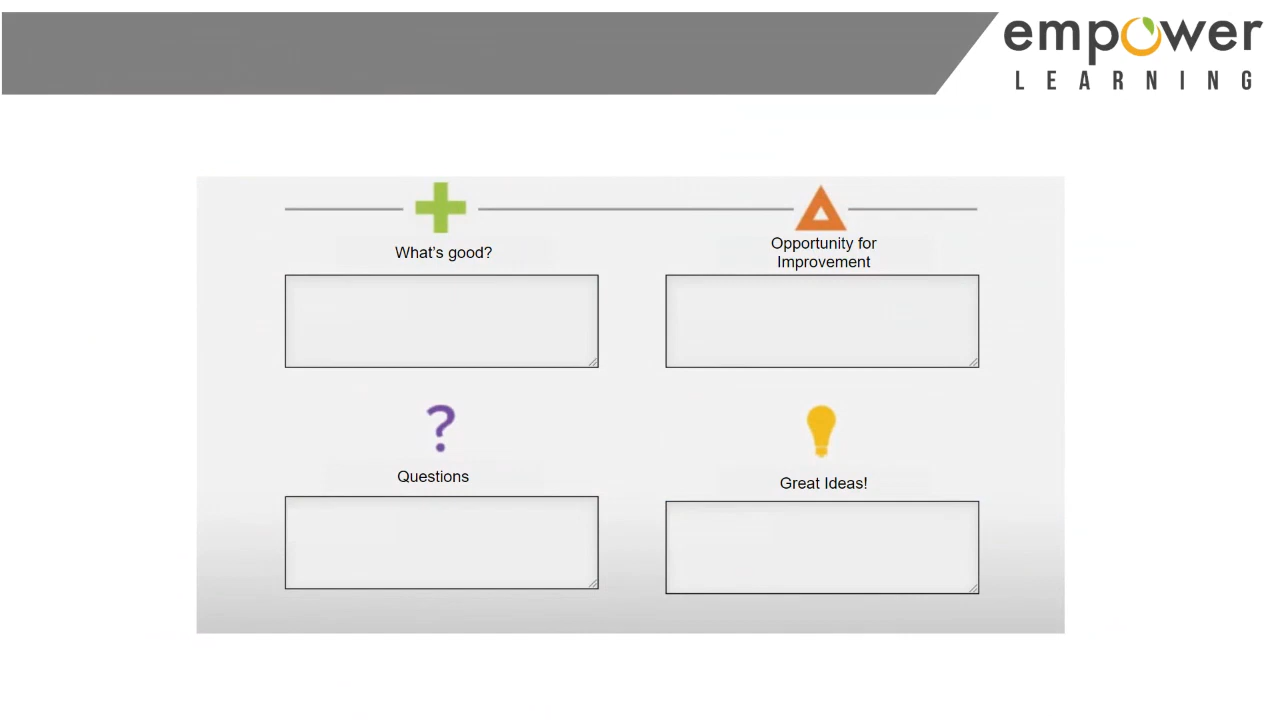 empower
LEARNING
What's good?
Opportunity for
Improvement
?
Questions
Great Ideas!